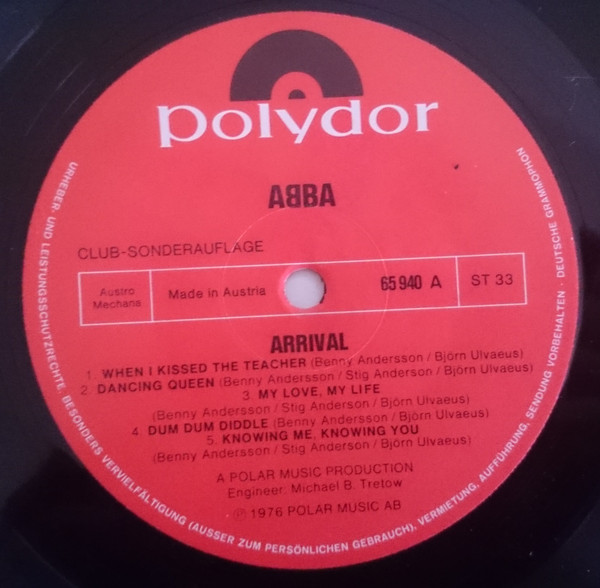 polydor
ABBA
CLUB-SONDERAUFLAGE
Austro
Mechana
Made in Austria
65 940 A
ST 33
ARRIVAL
1. WHEN I KISSED THE TEACHER (Benny Andersson / Björn Ulvaeus)
2. DANCING QUEEN (Benny Andersson / Stig Anderson / Björn Ulvaeus)
3. MY LOVE, MY LIFE
(Benny Andersson / Stig Anderson / Björn Ulvaeus)
4. DUM DUM DIDDLE (Benny Andersson / Björn Ulvaeus)
5. KNOWING ME, KNOWING YOU
(Benny Andersson / Stig Anderson / Björn Ulvaeus)
A POLAR MUSIC PRODUCTION
Engineer: Michael B. Tretow
Ⓟ 1976 POLAR MUSIC AB
URHEBER- UND LEISTUNGSSCHUTZRECHTE BESONDERS VERVIELFÄLTIGUNG (AUSSER ZUM PERSÖNLICHEN GEBRAUCH), VERMIETUNG, AUFFÜHRUNG, SENDUNG VORBEHALTEN · DEUTSCHE GRAMMOPHON